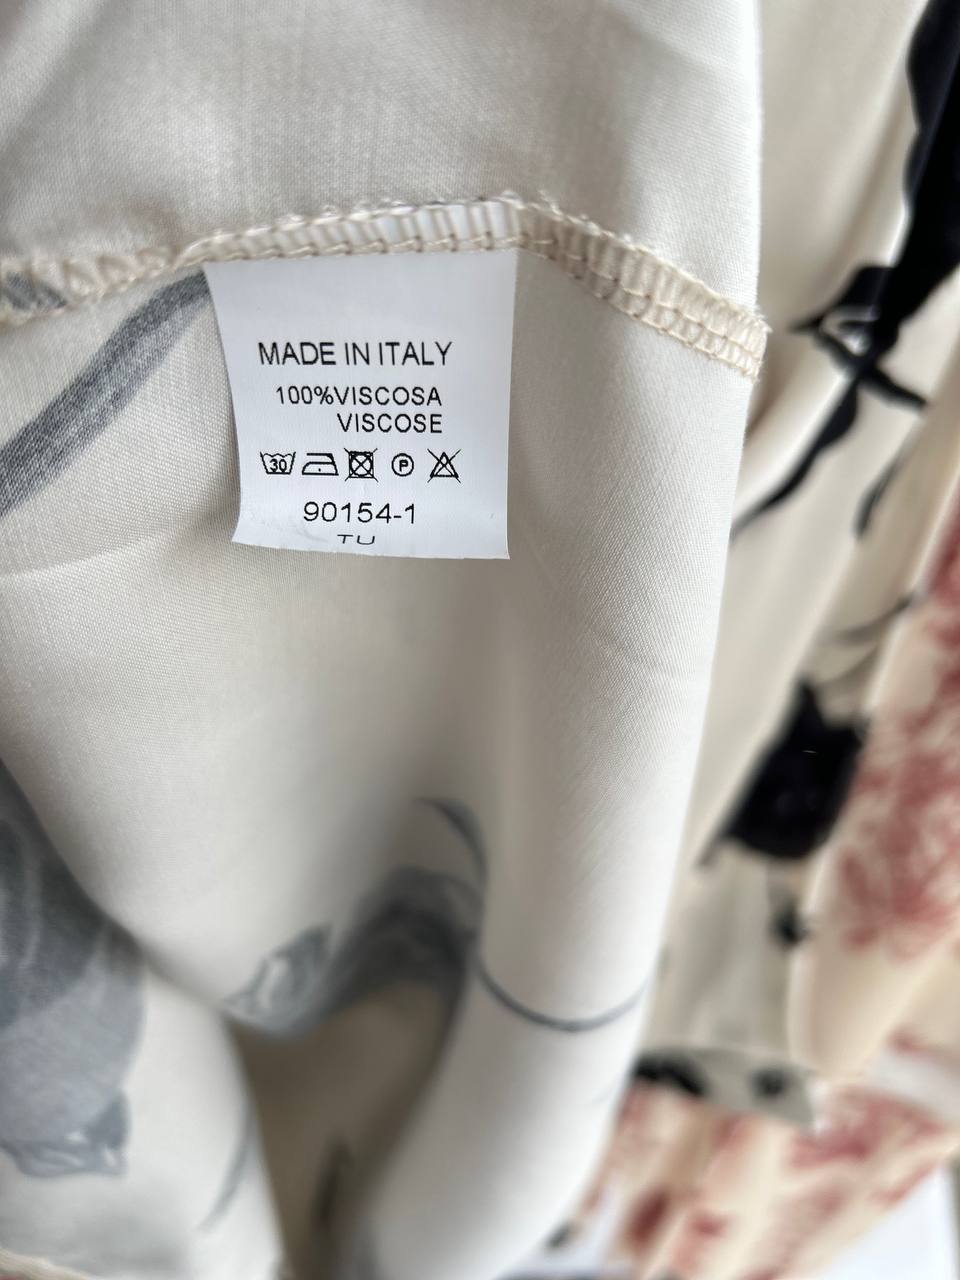 MADE IN ITALY
100%VISCOSA
VISCOSE
30 P
90154-1
TU